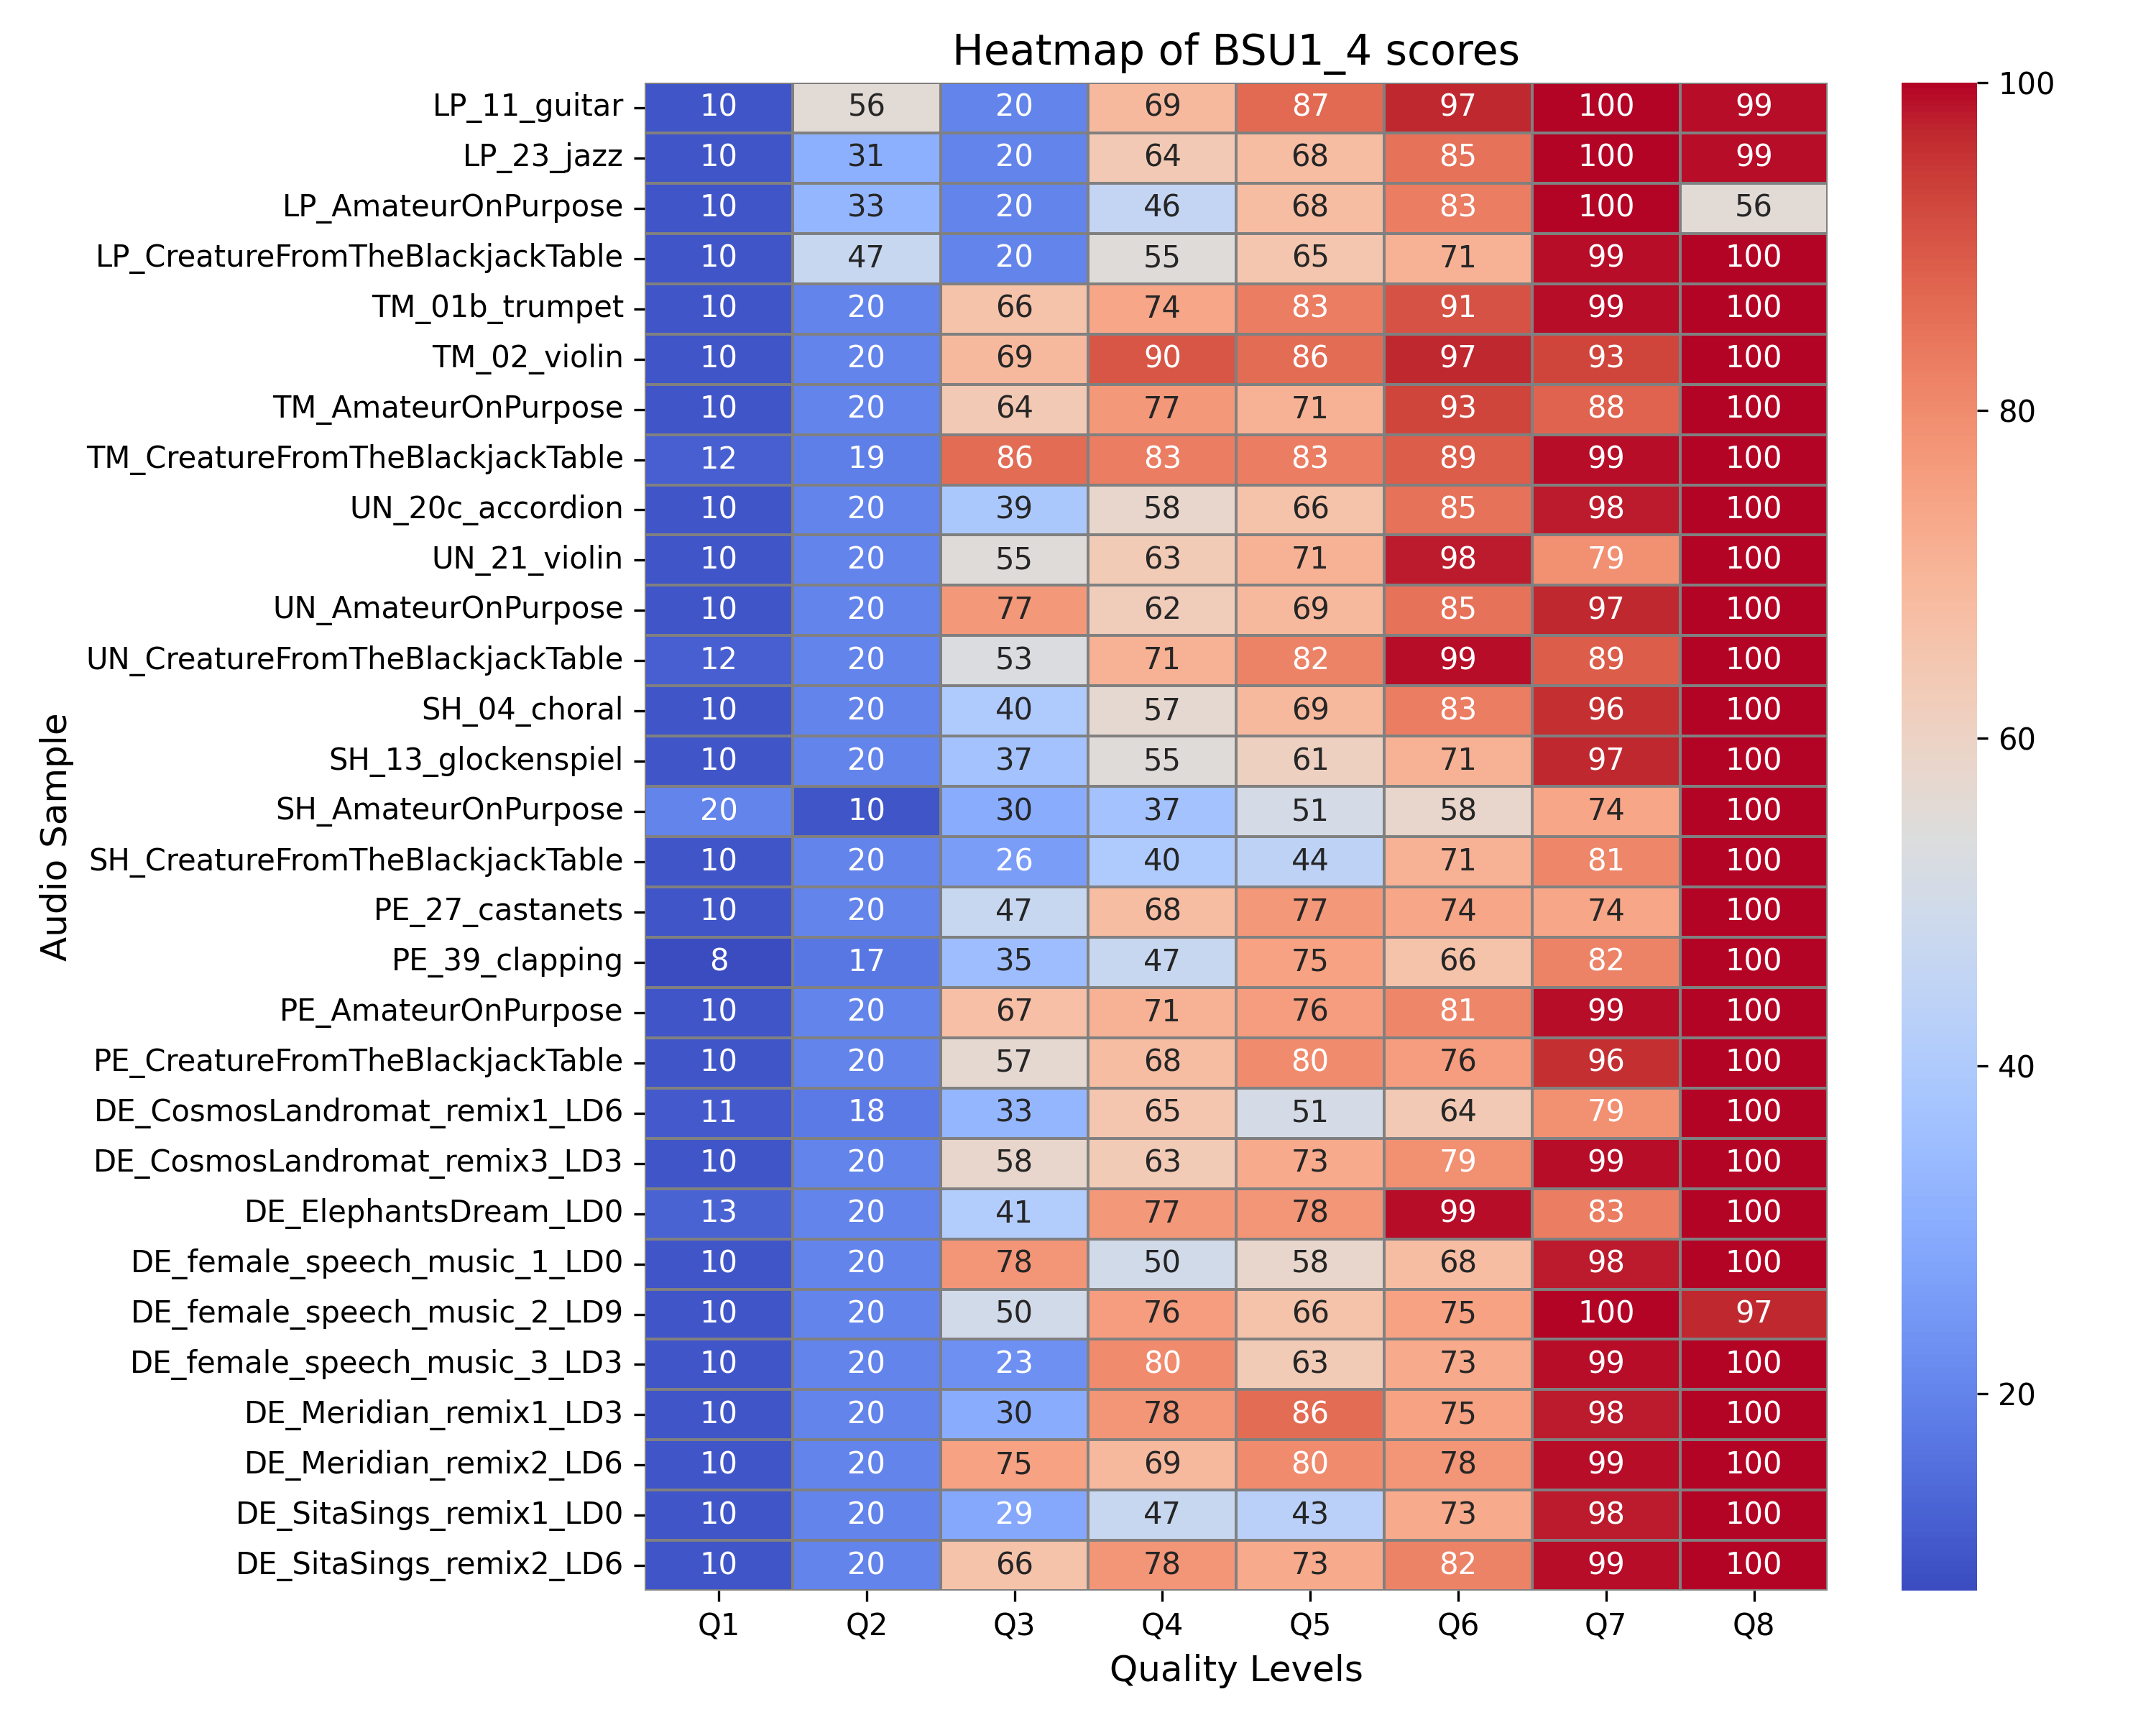 Heatmap of BSU1_4 scores
LP_11_guitar 10 56 20 69 87 97 100 99
LP_23_jazz 10 31 20 64 68 85 100 99
LP_AmateurOnPurpose 10 33 20 46 68 83 100 56
LP_CreatureFromTheBlackjackTable 10 47 20 55 65 71 99 100
TM_01b_trumpet 10 20 66 74 83 91 99 100
TM_02_violin 10 20 69 90 86 97 93 100
TM_AmateurOnPurpose 10 20 64 77 71 93 88 100
TM_CreatureFromTheBlackjackTable 12 19 86 83 83 89 99 100
UN_20c_accordion 10 20 39 58 66 85 98 100
UN_21_violin 10 20 55 63 71 98 79 100
UN_AmateurOnPurpose 10 20 77 62 69 85 97 100
UN_CreatureFromTheBlackjackTable 12 20 53 71 82 99 89 100
SH_04_choral 10 20 40 57 69 83 96 100
SH_13_glockenspiel 10 20 37 55 61 71 97 100
SH_AmateurOnPurpose 20 10 30 37 51 58 74 100
SH_CreatureFromTheBlackjackTable 10 20 26 40 44 71 81 100
PE_27_castanets 10 20 47 68 77 74 74 100
PE_39_clapping 8 17 35 47 75 66 82 100
PE_AmateurOnPurpose 10 20 67 71 76 81 99 100
PE_CreatureFromTheBlackjackTable 10 20 57 68 80 76 96 100
DE_CosmosLandromat_remix1_LD6 11 18 33 65 51 64 79 100
DE_CosmosLandromat_remix3_LD3 10 20 58 63 73 79 99 100
DE_ElephantsDream_LD0 13 20 41 77 78 99 83 100
DE_female_speech_music_1_LD0 10 20 78 50 58 68 98 100
DE_female_speech_music_2_LD9 10 20 50 76 66 75 100 97
DE_female_speech_music_3_LD3 10 20 23 80 63 73 99 100
DE_Meridian_remix1_LD3 10 20 30 78 86 75 98 100
DE_Meridian_remix2_LD6 10 20 75 69 80 78 99 100
DE_SitaSings_remix1_LD0 10 20 29 47 43 73 98 100
DE_SitaSings_remix2_LD6 10 20 66 78 73 82 99 100
Q1 Q2 Q3 Q4 Q5 Q6 Q7 Q8
Quality Levels
Audio Sample
100
80
60
40
20